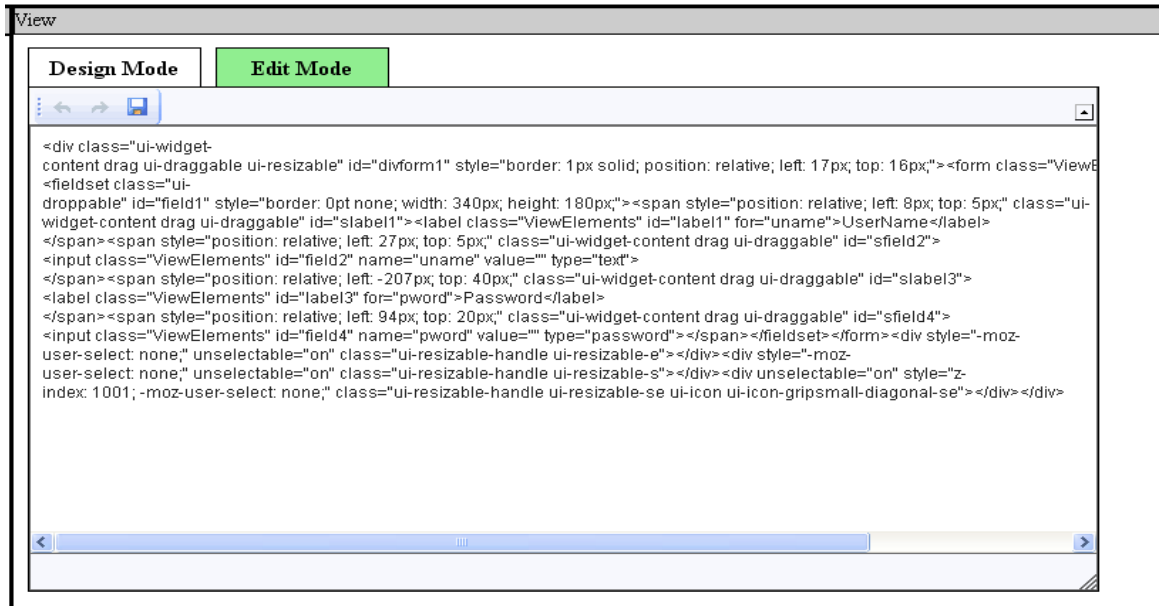 View
Design Mode
Edit Mode
<div class="ui-widget-
content drag ui-draggable ui-resizable" id="divform1" style="border: 1px solid; position: relative; left: 17px; top: 16px;"><form class="ViewE
<fieldset class="ui-
droppable" id="field1" style="border: 0pt none; width: 340px; height: 180px;"><span style="position: relative; left: 8px; top: 5px;" class="ui-
widget-content drag ui-draggable" id="slabel1"><label class="ViewElements" id="label1" for="uname">UserName</label>
</span><span style="position: relative; left: 27px; top: 5px;" class="ui-widget-content drag ui-draggable" id="sfield2">
<input class="ViewElements" id="field2" name="uname" value="" type="text">
</span><span style="position: relative; left: -207px; top: 40px;" class="ui-widget-content drag ui-draggable" id="slabel3">
<label class="ViewElements" id="label3" for="pword">Password</label>
</span><span style="position: relative; left: 94px; top: 20px;" class="ui-widget-content drag ui-draggable" id="sfield4">
<input class="ViewElements" id="field4" name="pword" value="" type="password"></span></fieldset></form><div style="-moz-
user-select: none;" unselectable="on" class="ui-resizable-handle ui-resizable-e"></div><div style="-moz-
user-select: none;" unselectable="on" class="ui-resizable-handle ui-resizable-s"></div><div unselectable="on" style="z-
index: 1001; -moz-user-select: none;" class="ui-resizable-handle ui-resizable-se ui-icon ui-icon-gripsmall-diagonal-se"></div></div>